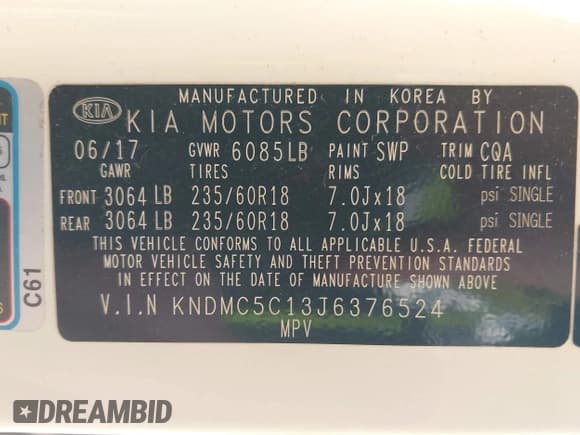 MANUFACTURED IN KOREA BY
KIA KIA MOTORS CORPORATION
06/17 GVWR 6085LB PAINT SWP TRIM CQA
GAWR TIRES RIMS COLD TIRE INFL
FRONT 3064 LB 235/60R18 7.0Jx18 psi SINGLE
REAR 3064 LB 235/60R18 7.0Jx18 psi SINGLE
THIS VEHICLE CONFORMS TO ALL APPLICABLE U.S.A. FEDERAL
MOTOR VEHICLE SAFETY AND THEFT PREVENTION STANDARDS
IN EFFECT ON THE DATE OF MANUFACTURE SHOWN ABOVE
V.I.N KNDMC5C13J6376524
MPV
C61
DREAMBID